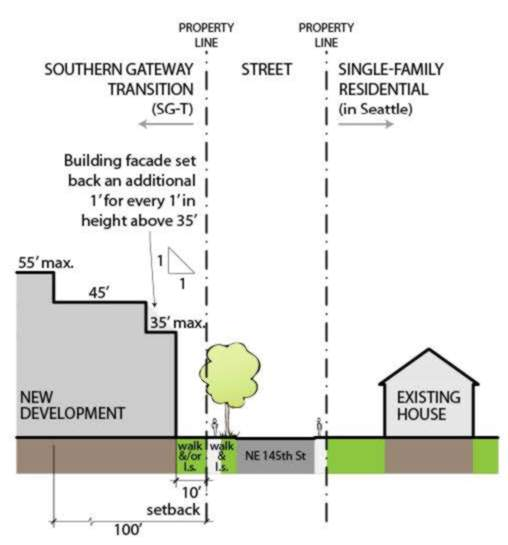 PROPERTY
LINE
PROPERTY
LINE
SOUTHERN GATEWAY
TRANSITION
(SG-T)
STREET
SINGLE-FAMILY
RESIDENTIAL
(in Seattle)
Building facade set
back an additional
1' for every 1' in
height above 35'
1
1
55' max.
45'
35' max.
NEW
DEVELOPMENT
EXISTING
HOUSE
walk
&/or
l.s.
walk
&
l.s.
NE 145th St
10'
setback
100'